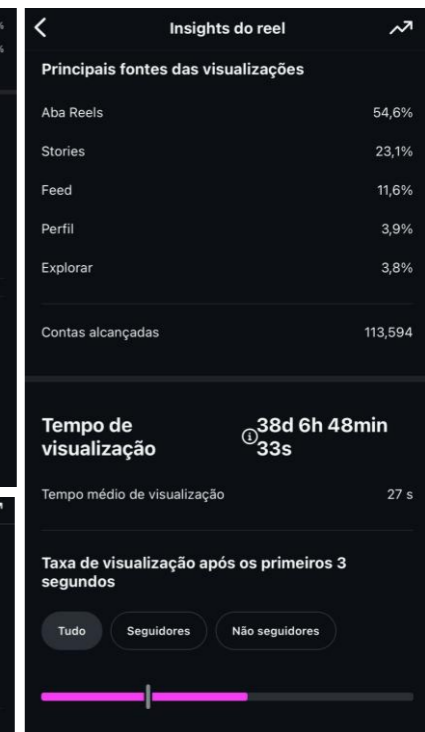 %
%
Insights do reel
Principais fontes das visualizações
Aba Reels 54,6%
Stories 23,1%
Feed 11,6%
Perfil 3,9%
Explorar 3,8%
Contas alcançadas 113,594
Tempo de 38d 6h 48min
visualização 33s
Tempo médio de visualização 27 s
Taxa de visualização após os primeiros 3
segundos
Tudo Seguidores Não seguidores